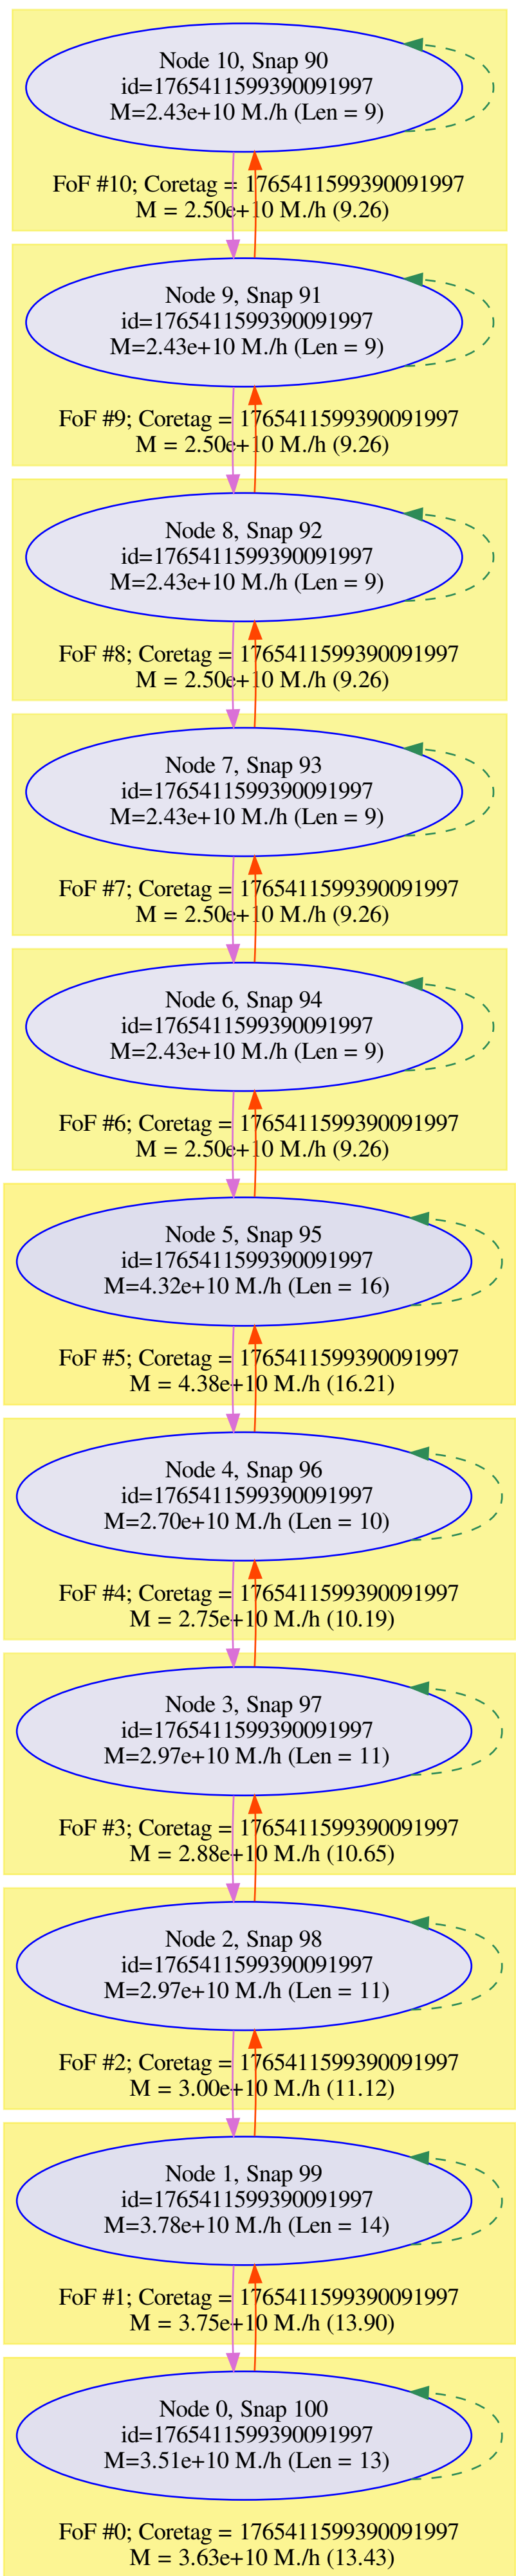 Node 10, Snap 90
id=1765411599390091997
M=2.43e+10 M./h (Len = 9)
FoF #10; Coretag = 1765411599390091997
M = 2.50e+10 M./h (9.26)
Node 9, Snap 91
id=1765411599390091997
M=2.43e+10 M./h (Len = 9)
FoF #9; Coretag = 1765411599390091997
M = 2.50e+10 M./h (9.26)
Node 8, Snap 92
id=1765411599390091997
M=2.43e+10 M./h (Len = 9)
FoF #8; Coretag = 1765411599390091997
M = 2.50e+10 M./h (9.26)
Node 7, Snap 93
id=1765411599390091997
M=2.43e+10 M./h (Len = 9)
FoF #7; Coretag = 1765411599390091997
M = 2.50e+10 M./h (9.26)
Node 6, Snap 94
id=1765411599390091997
M=2.43e+10 M./h (Len = 9)
FoF #6; Coretag = 1765411599390091997
M = 2.50e+10 M./h (9.26)
Node 5, Snap 95
id=1765411599390091997
M=4.32e+10 M./h (Len = 16)
FoF #5; Coretag = 1765411599390091997
M = 4.38e+10 M./h (16.21)
Node 4, Snap 96
id=1765411599390091997
M=2.70e+10 M./h (Len = 10)
FoF #4; Coretag = 1765411599390091997
M = 2.75e+10 M./h (10.19)
Node 3, Snap 97
id=1765411599390091997
M=2.97e+10 M./h (Len = 11)
FoF #3; Coretag = 1765411599390091997
M = 2.88e+10 M./h (10.65)
Node 2, Snap 98
id=1765411599390091997
M=2.97e+10 M./h (Len = 11)
FoF #2; Coretag = 1765411599390091997
M = 3.00e+10 M./h (11.12)
Node 1, Snap 99
id=1765411599390091997
M=3.78e+10 M./h (Len = 14)
FoF #1; Coretag = 1765411599390091997
M = 3.75e+10 M./h (13.90)
Node 0, Snap 100
id=1765411599390091997
M=3.51e+10 M./h (Len = 13)
FoF #0; Coretag = 1765411599390091997
M = 3.63e+10 M./h (13.43)